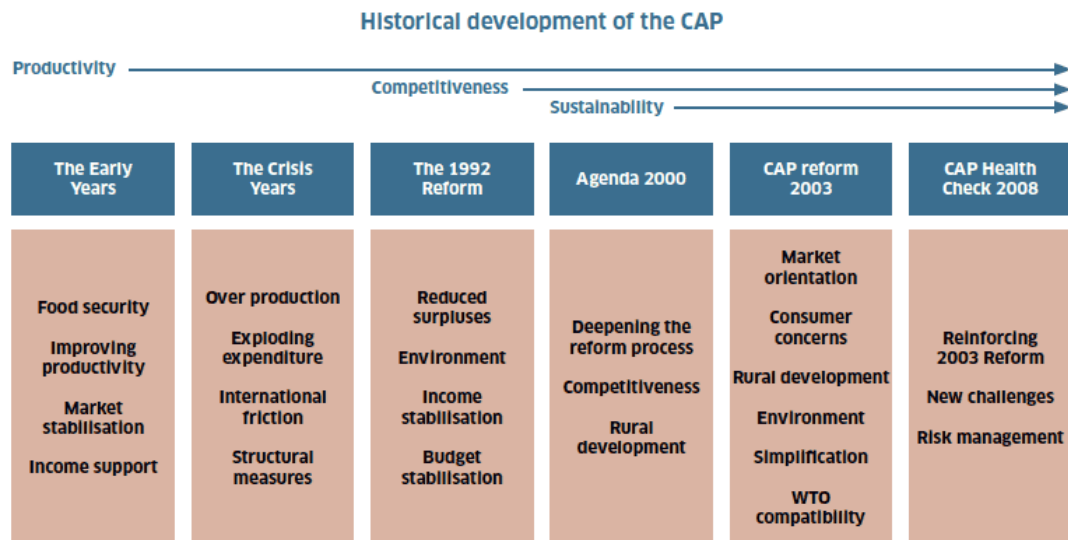 Historical development of the CAP
Productivity
Competitiveness
Sustainability
The Early
Years
The Crisis
Years
The 1992
Reform
Agenda 2000
CAP reform
2003
CAP Health
Check 2008
Food security
Improving
productivity
Market
stabilisation
Income support
Over production
Exploding
expenditure
International
friction
Structural
measures
Reduced
surpluses
Environment
Income
stabilisation
Budget
stabilisation
Deepening the
reform process
Competitiveness
Rural
development
Market
orientation
Consumer
concerns
Rural development
Environment
Simplification
WTO
compatibility
Reinforcing
2003 Reform
New challenges
Risk management